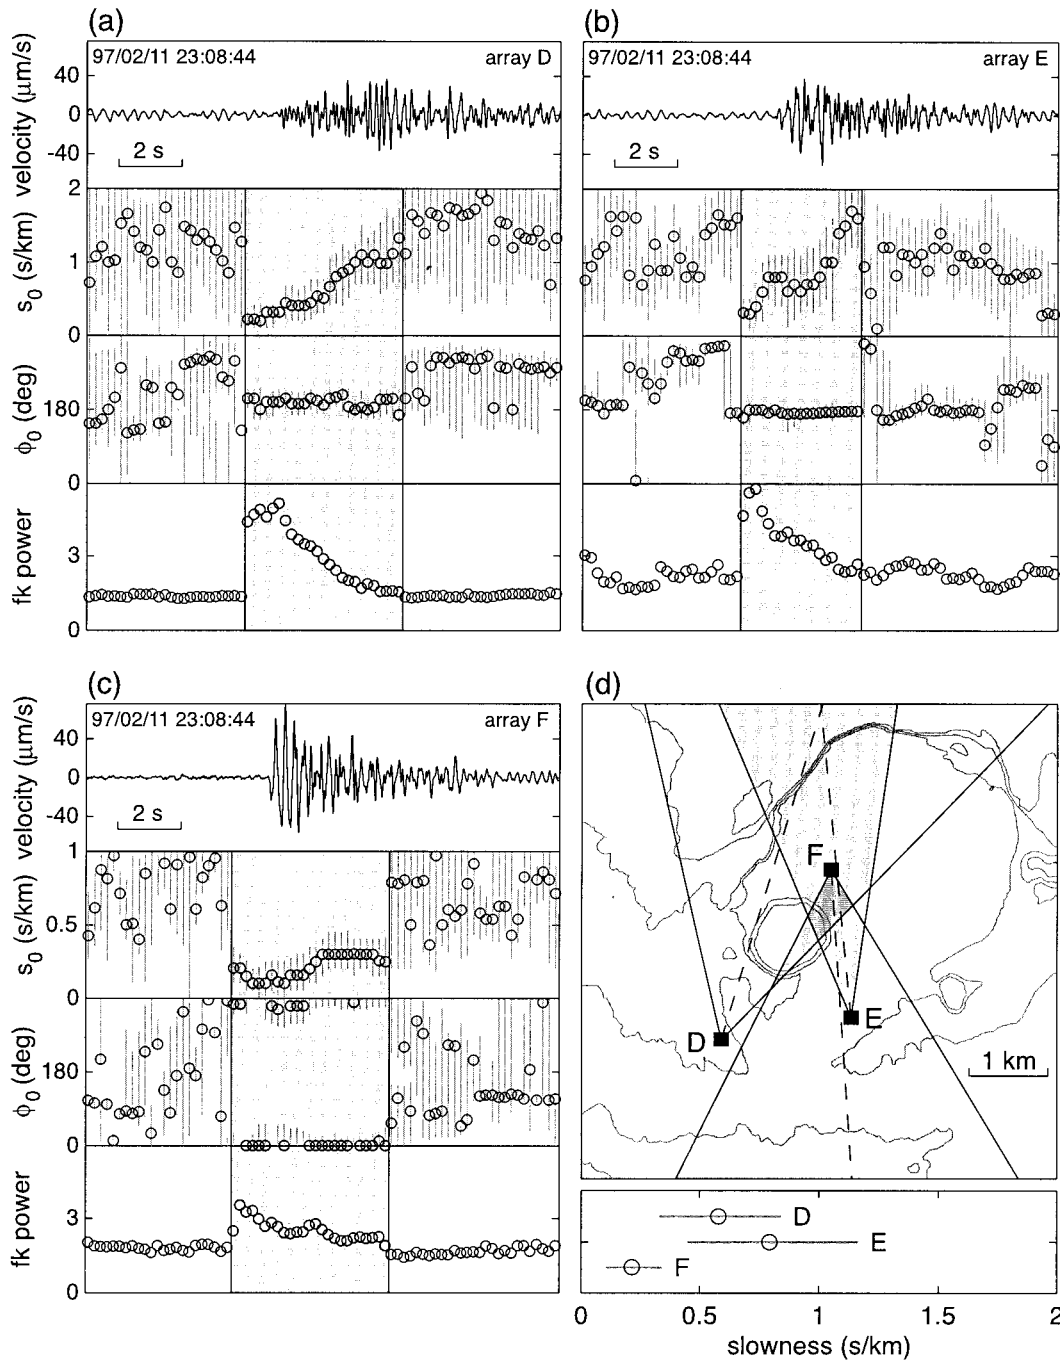 (a)
97/02/11 23:08:44
array D
velocity (μm/s)
40
0
-40
2 s
s₀ (s/km)
2
1
0
ϕ₀ (deg)
180
0
fk power
3
0
(b)
97/02/11 23:08:44
array E
2 s
(c)
97/02/11 23:08:44
array F
velocity (μm/s)
40
0
-40
2 s
s₀ (s/km)
1
0.5
0
ϕ₀ (deg)
180
0
fk power
3
0
(d)
F
D
E
1 km
D
E
F
0 0.5 1 1.5 2
slowness (s/km)